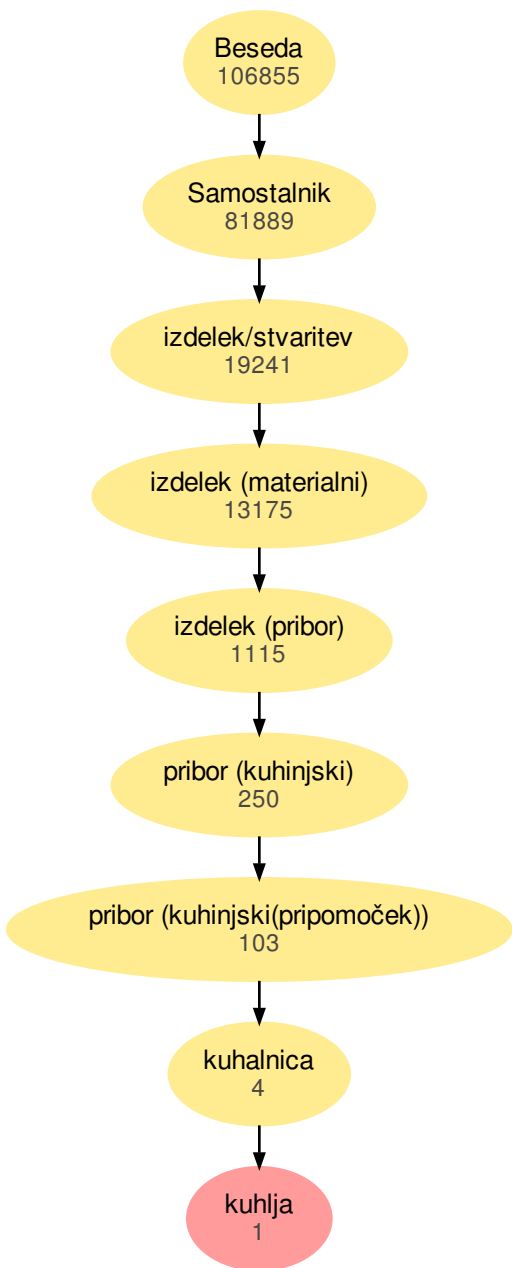 Beseda
106855
Samostalnik
81889
izdelek/stvaritev
19241
izdelek (materialni)
13175
izdelek (pribor)
1115
pribor (kuhinjski)
250
pribor (kuhinjski(pripomoček))
103
kuhalnica
4
kuhlja
1